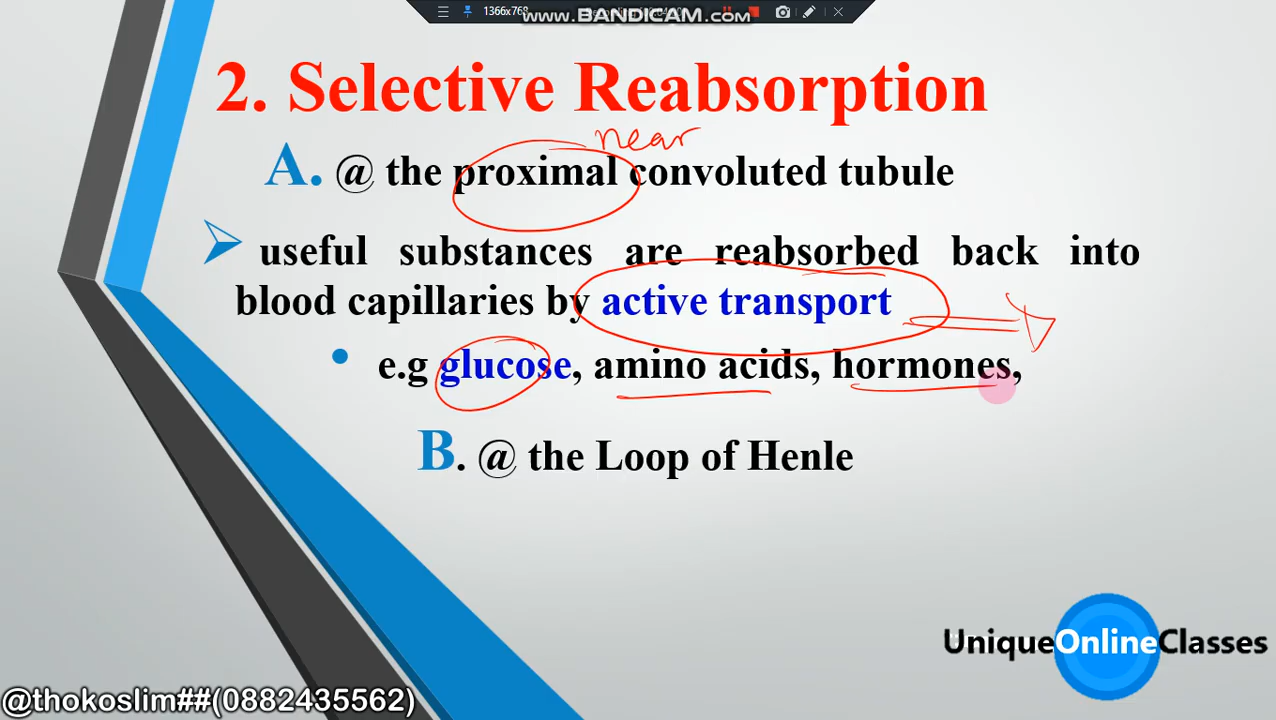 1366x768
www.BANDICAM.com
2. Selective Reabsorption
near
A. @ the proximal convoluted tubule
useful substances are reabsorbed back into
blood capillaries by active transport
e.g glucose, amino acids, hormones,
B. @ the Loop of Henle
UniqueOnlineClasses
@thokoslim##(0882435562)